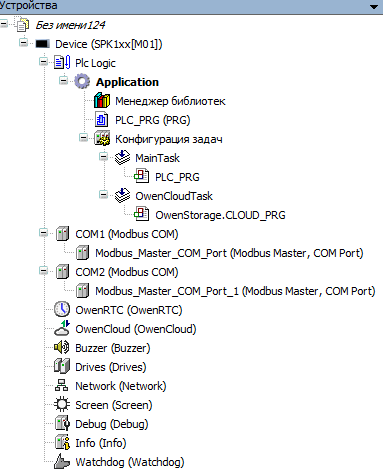 Устройства
Без имени124
Device (SPK1xx[M01])
Plc Logic
Application
Менеджер библиотек
PLC_PRG (PRG)
Конфигурация задач
MainTask
PLC_PRG
OwenCloudTask
OwenStorage.CLOUD_PRG
COM1 (Modbus COM)
Modbus_Master_COM_Port (Modbus Master, COM Port)
COM2 (Modbus COM)
Modbus_Master_COM_Port_1 (Modbus Master, COM Port)
OwenRTC (OwenRTC)
OwenCloud (OwenCloud)
Buzzer (Buzzer)
Drives (Drives)
Network (Network)
Screen (Screen)
Debug (Debug)
Info (Info)
Watchdog (Watchdog)